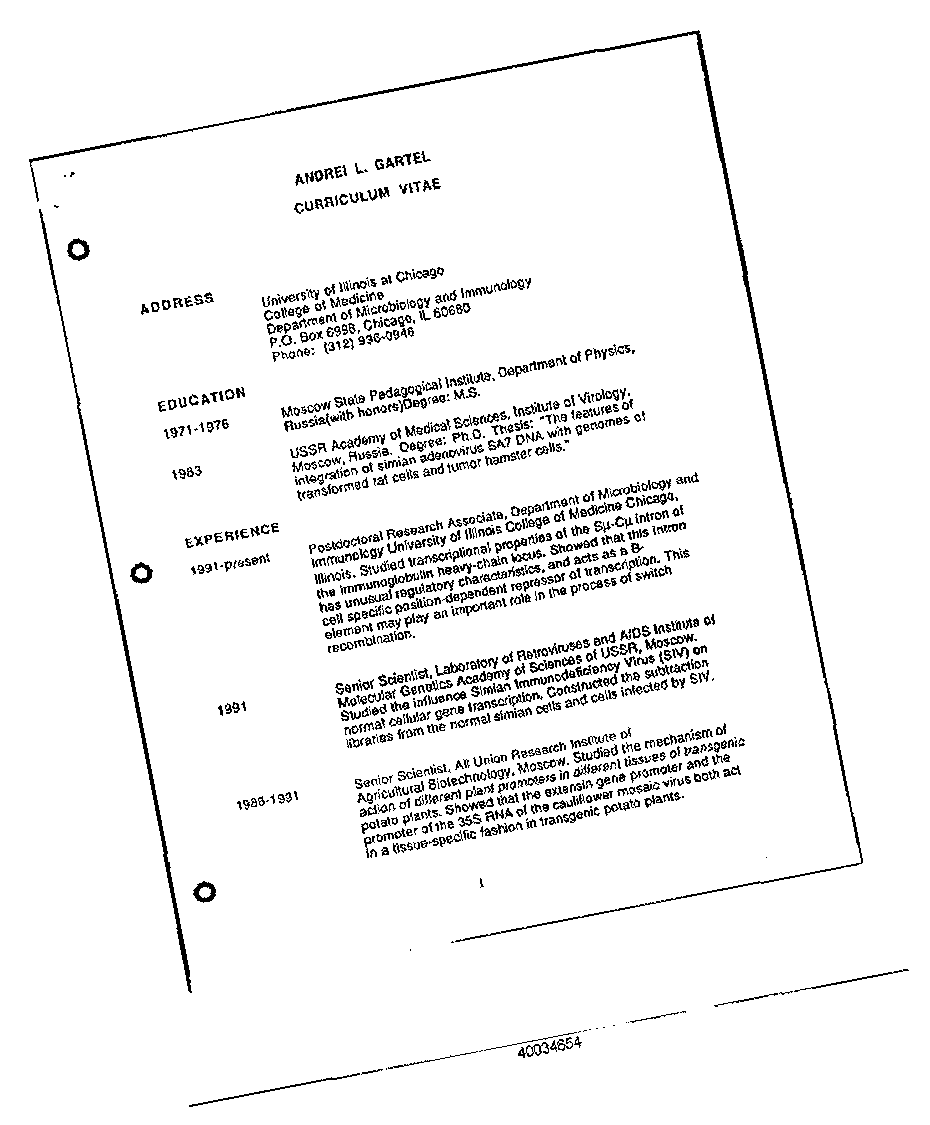 ANDREI L. GARTEL
CURRICULUM VITAE
ADDRESS
University of Illinois at Chicago
College of Medicine
Department of Microbiology and Immunology
P.O. Box 6998, Chicago, IL 60680
Phone: (312) 996-0946
EDUCATION
1971-1976
Moscow State Pedagogical Institute, Department of Physics,
Russia(with honors)Degree: M.S.
1983
USSR Academy of Medical Sciences, Institute of Virology,
Moscow, Russia. Degree: Ph.D. Thesis: "The features of
integration of simian adenovirus SA7 DNA with genomes of
transformed rat cells and tumor hamster cells."
EXPERIENCE
1991-present
Postdoctoral Research Associate, Department of Microbiology and
Immunology University of Illinois College of Medicine Chicago,
Illinois. Studied transcriptional properties of the Sμ-Cμ intron of
the immunoglobulin heavy-chain locus. Showed that this intron
has unusual regulatory characteristics, and acts as a B-
cell specific position-dependent repressor of transcription. This
element may play an important role in the process of switch
recombination.
1991
Senior Scientist, Laboratory of Retroviruses and AIDS Institute of
Molecular Genetics Academy of Sciences of USSR, Moscow.
Studied the influence Simian Immunodeficiency Virus (SIV) on
normal cellular gene transcription. Constructed the subtraction
libraries from the normal simian cells and cells infected by SIV.
Senior Scientist, All Union Research Institute of
Agricultural Biotechnology, Moscow. Studied the mechanism of
action of different plant promoters in different tissues of transgenic
potato plants. Showed that the extensin gene promoter and the
promoter of the 35S RNA of the cauliflower mosaic virus both act
in a tissue-specific fashion in transgenic potato plants.
1
40034654